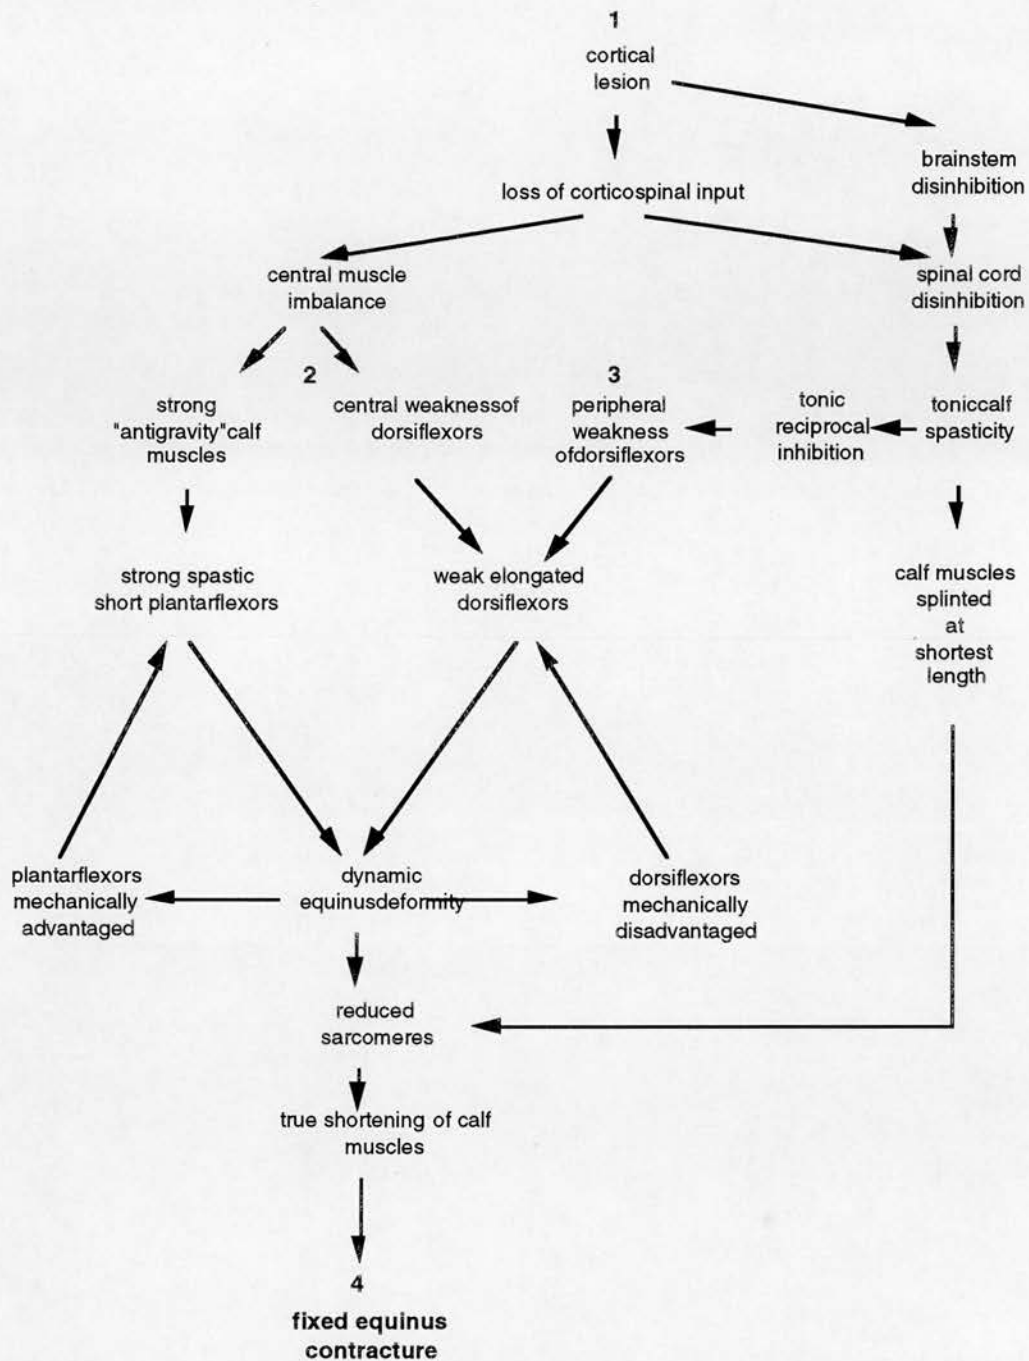 1
cortical
lesion
brainstem
disinhibition
loss of corticospinal input
central muscle
imbalance
spinal cord
disinhibition
2
3
strong
"antigravity"calf
muscles
central weaknessof
dorsiflexors
peripheral
weakness
ofdorsiflexors
tonic
reciprocal
inhibition
toniccalf
spasticity
strong spastic
short plantarflexors
weak elongated
dorsiflexors
calf muscles
splinted
at
shortest
length
plantarflexors
mechanically
advantaged
dynamic
equinusdeformity
dorsiflexors
mechanically
disadvantaged
reduced
sarcomeres
true shortening of calf
muscles
4
fixed equinus
contracture